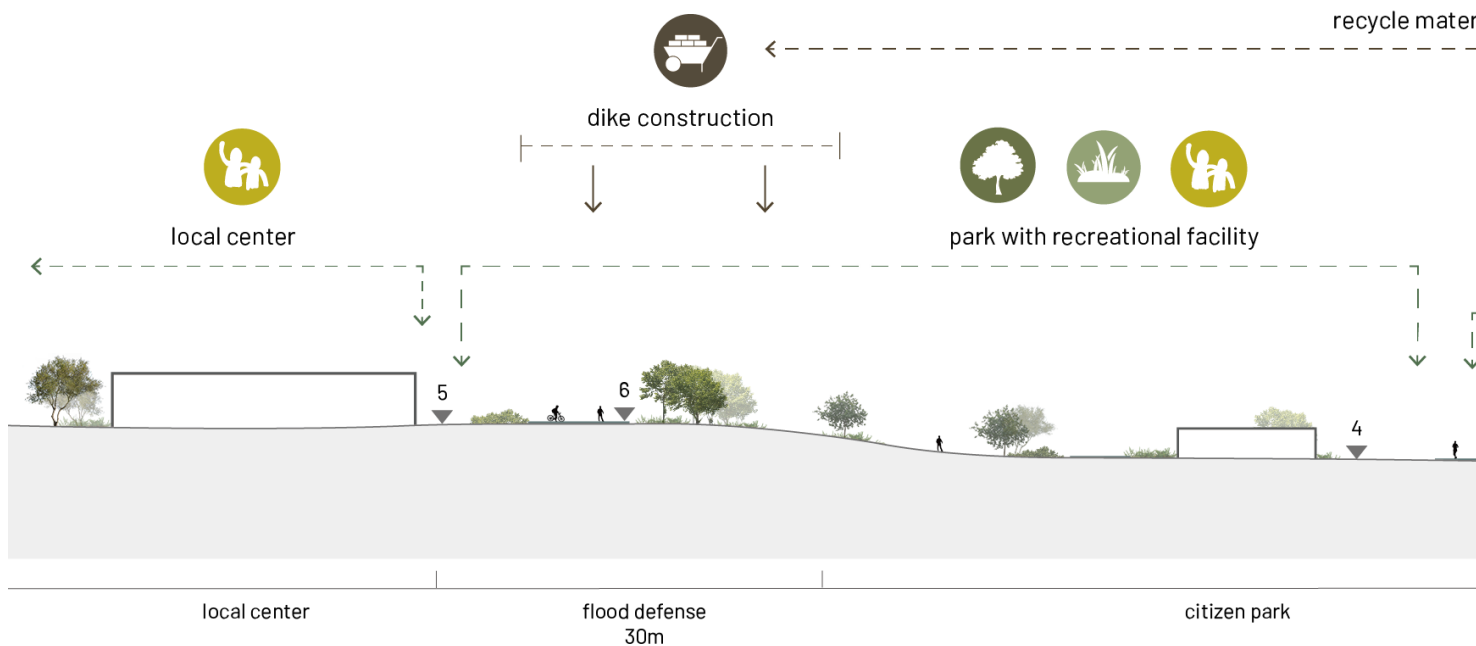 recycle mater
dike construction
local center
park with recreational facility
5
6
4
local center
flood defense
30m
citizen park